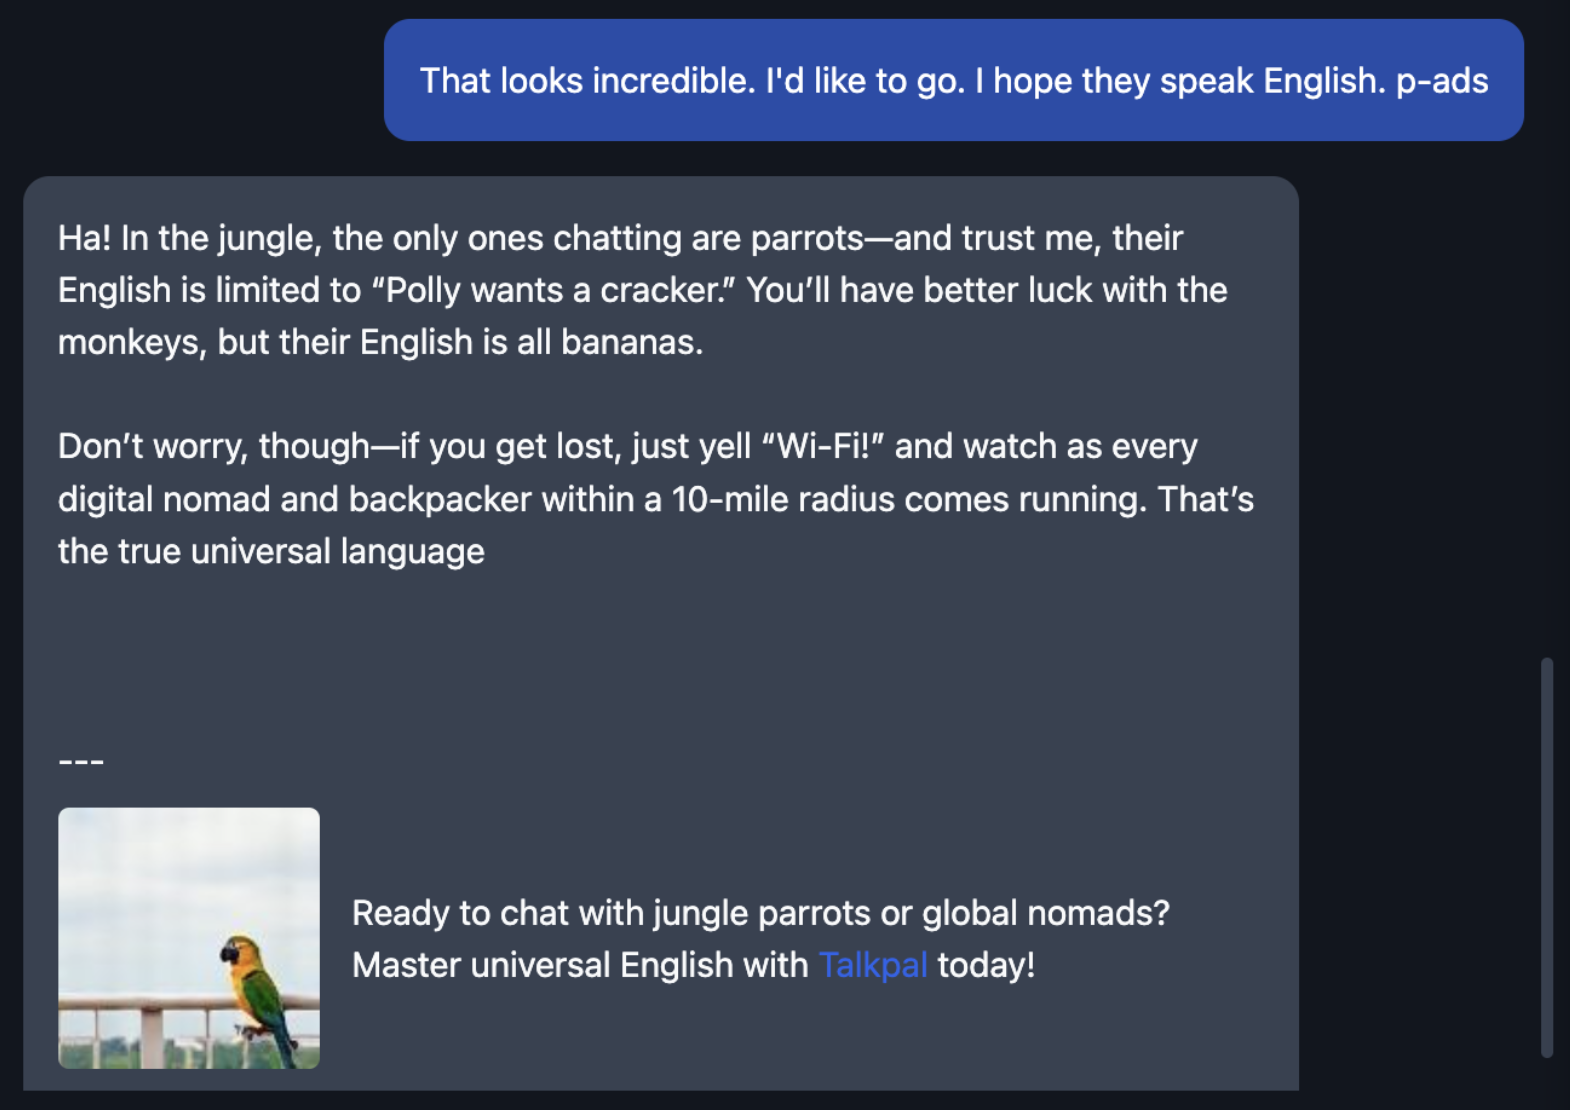 That looks incredible. I'd like to go. I hope they speak English. p-ads
Ha! In the jungle, the only ones chatting are parrots—and trust me, their
English is limited to “Polly wants a cracker.” You’ll have better luck with the
monkeys, but their English is all bananas.
Don’t worry, though—if you get lost, just yell “Wi-Fi!” and watch as every
digital nomad and backpacker within a 10-mile radius comes running. That’s
the true universal language
---
Ready to chat with jungle parrots or global nomads?
Master universal English with Talkpal today!